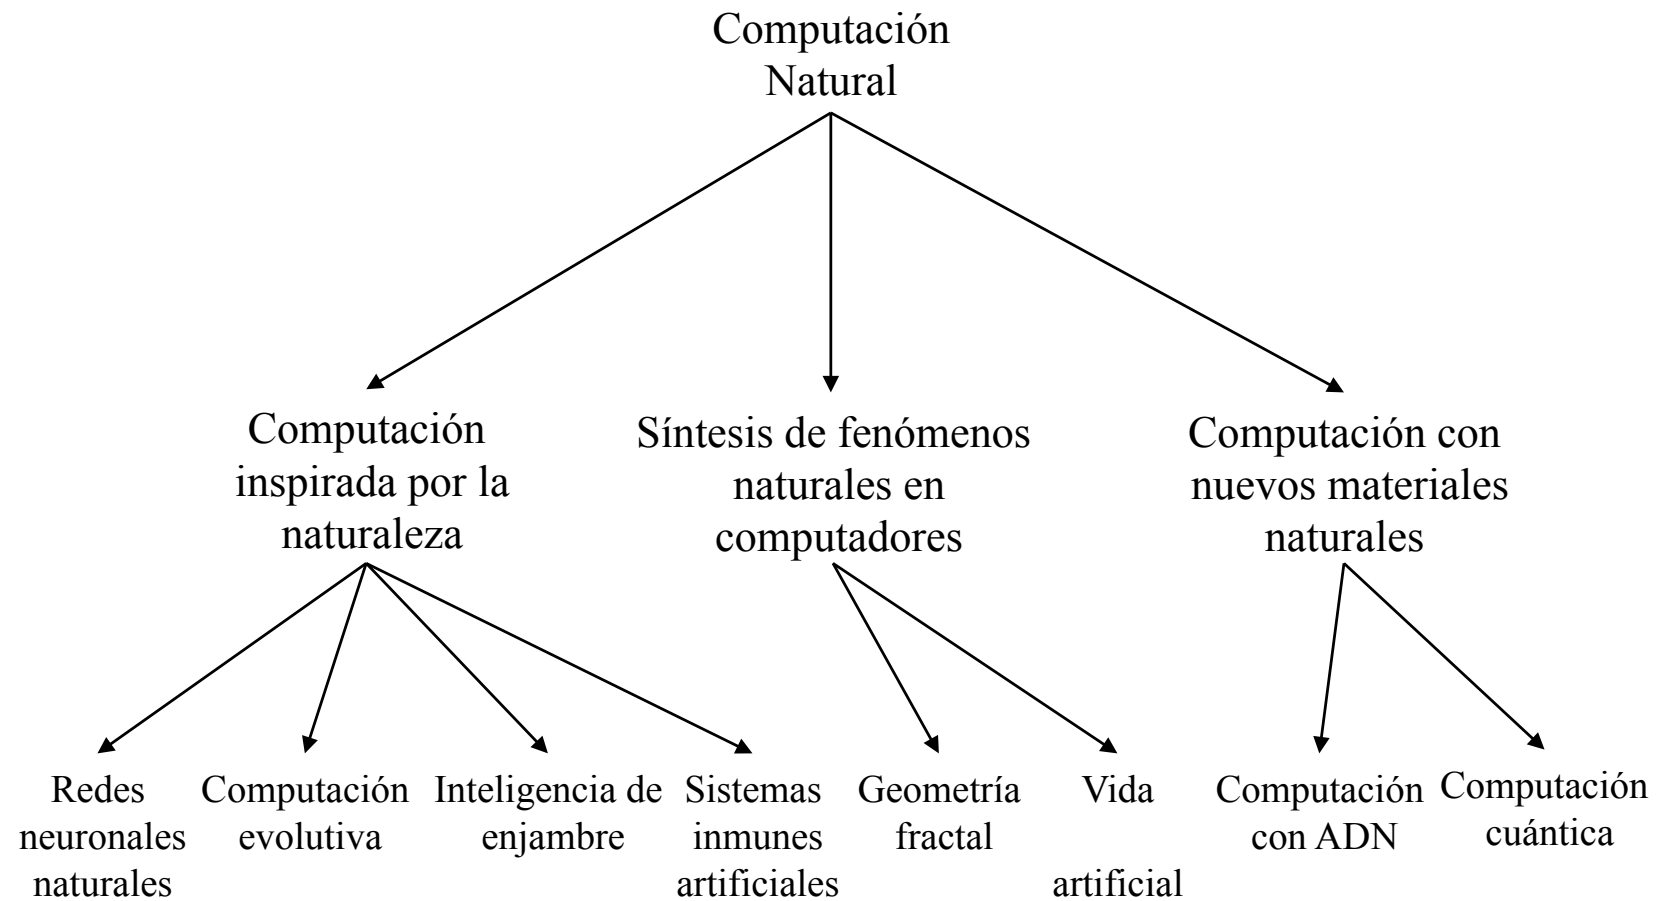 Computación
Natural
Computación
inspirada por la
naturaleza
Síntesis de fenómenos
naturales en
computadores
Computación con
nuevos materiales
naturales
Redes
neuronales
naturales
Computación
evolutiva
Inteligencia de
enjambre
Sistemas
inmunes
artificiales
Geometría
fractal
Vida
artificial
Computación
con ADN
Computación
cuántica